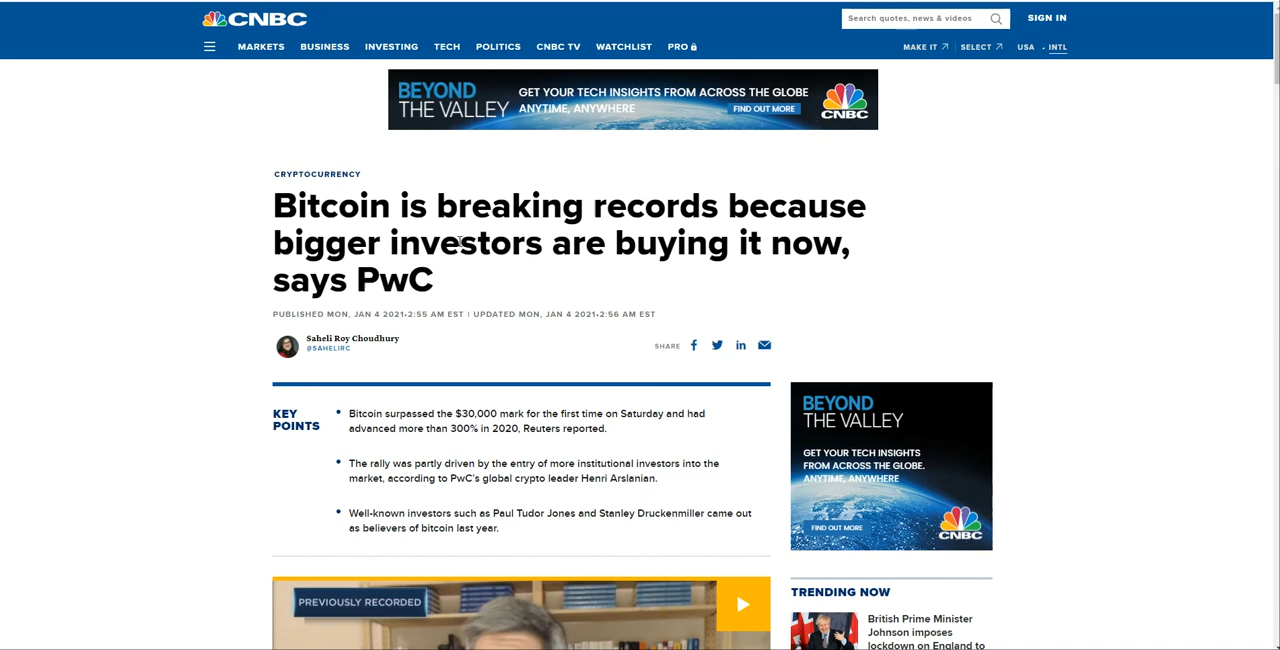 CNBC
Search quotes, news & videos
SIGN IN
MARKETS BUSINESS INVESTING TECH POLITICS CNBC TV WATCHLIST PRO
MAKE IT SELECT USA • INTL
BEYOND
THE VALLEY
GET YOUR TECH INSIGHTS FROM ACROSS THE GLOBE
ANYTIME, ANYWHERE
FIND OUT MORE
CNBC
CRYPTOCURRENCY
Bitcoin is breaking records because
bigger investors are buying it now,
says PwC
PUBLISHED MON, JAN 4 2021•2:55 AM EST | UPDATED MON, JAN 4 2021•2:56 AM EST
Saheli Roy Choudhury
@SAHELIRC
SHARE
KEY
POINTS
• Bitcoin surpassed the $30,000 mark for the first time on Saturday and had
advanced more than 300% in 2020, Reuters reported.
• The rally was partly driven by the entry of more institutional investors into the
market, according to PwC's global crypto leader Henri Arslanian.
• Well-known investors such as Paul Tudor Jones and Stanley Druckenmiller came out
as believers of bitcoin last year.
PREVIOUSLY RECORDED
BEYOND
THE VALLEY
GET YOUR TECH INSIGHTS
FROM ACROSS THE GLOBE.
ANYTIME, ANYWHERE
FIND OUT MORE
CNBC
TRENDING NOW
British Prime Minister
Johnson imposes
lockdown on England to